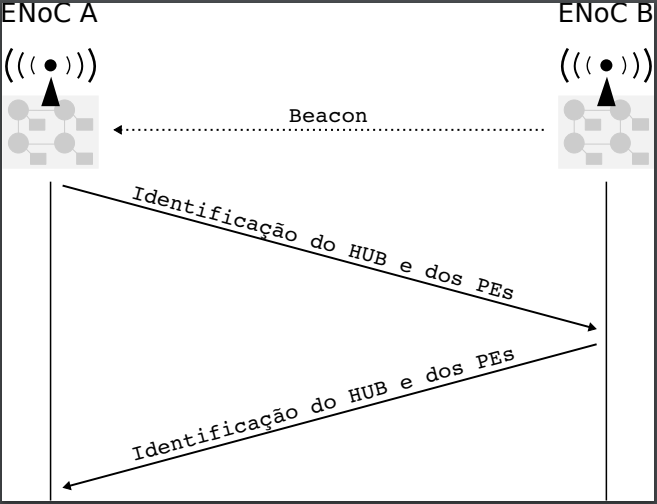 ENoC A
ENoC B
Beacon
Identificação do HUB e dos PEs
Identificação do HUB e dos PEs